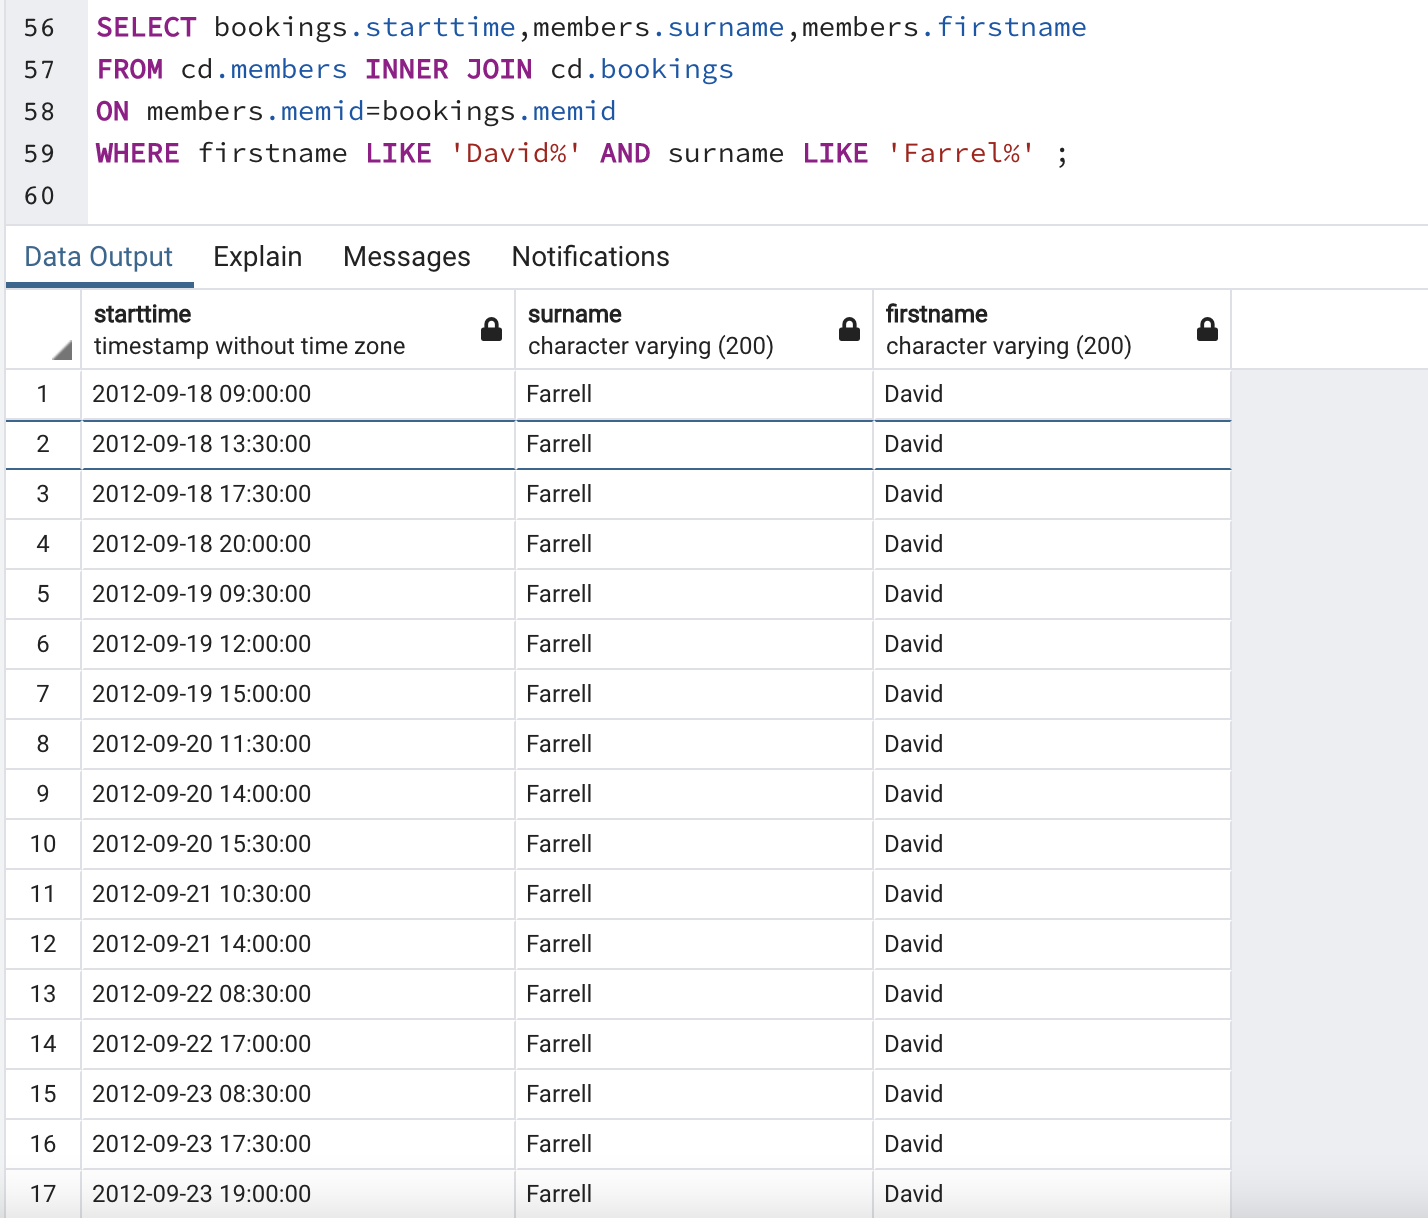 56 SELECT bookings.starttime,members.surname,members.firstname
57 FROM cd.members INNER JOIN cd.bookings
58 ON members.memid=bookings.memid
59 WHERE firstname LIKE 'David%' AND surname LIKE 'Farrel%' ;
60
Data Output Explain Messages Notifications
starttime surname firstname
timestamp without time zone character varying (200) character varying (200)
1 2012-09-18 09:00:00 Farrell David
2 2012-09-18 13:30:00 Farrell David
3 2012-09-18 17:30:00 Farrell David
4 2012-09-18 20:00:00 Farrell David
5 2012-09-19 09:30:00 Farrell David
6 2012-09-19 12:00:00 Farrell David
7 2012-09-19 15:00:00 Farrell David
8 2012-09-20 11:30:00 Farrell David
9 2012-09-20 14:00:00 Farrell David
10 2012-09-20 15:30:00 Farrell David
11 2012-09-21 10:30:00 Farrell David
12 2012-09-21 14:00:00 Farrell David
13 2012-09-22 08:30:00 Farrell David
14 2012-09-22 17:00:00 Farrell David
15 2012-09-23 08:30:00 Farrell David
16 2012-09-23 17:30:00 Farrell David
17 2012-09-23 19:00:00 Farrell David